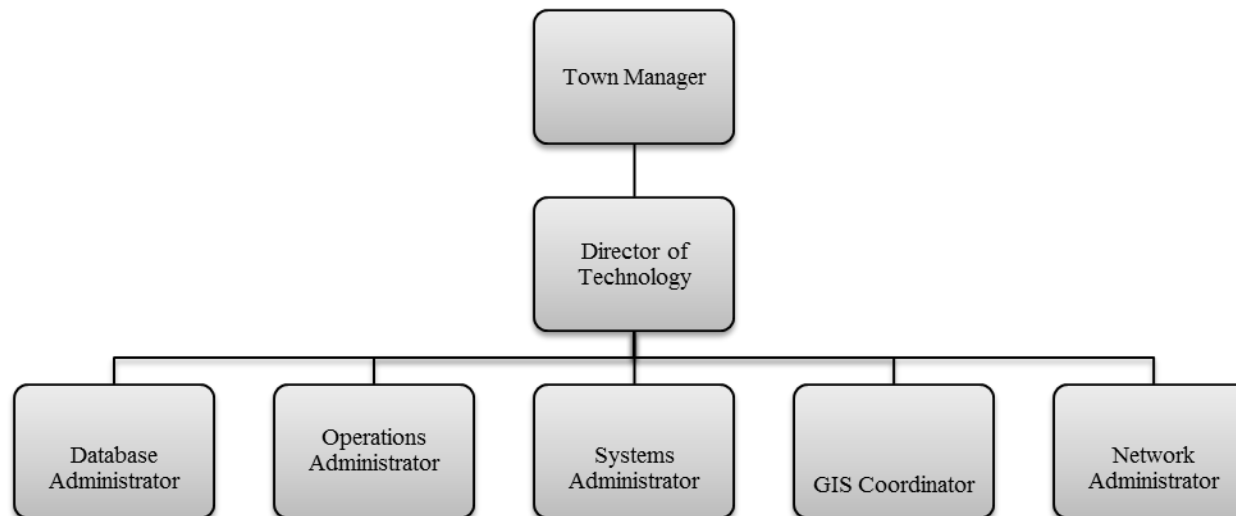 Town Manager
Director of
Technology
Database
Administrator
Operations
Administrator
Systems
Administrator
GIS Coordinator
Network
Administrator